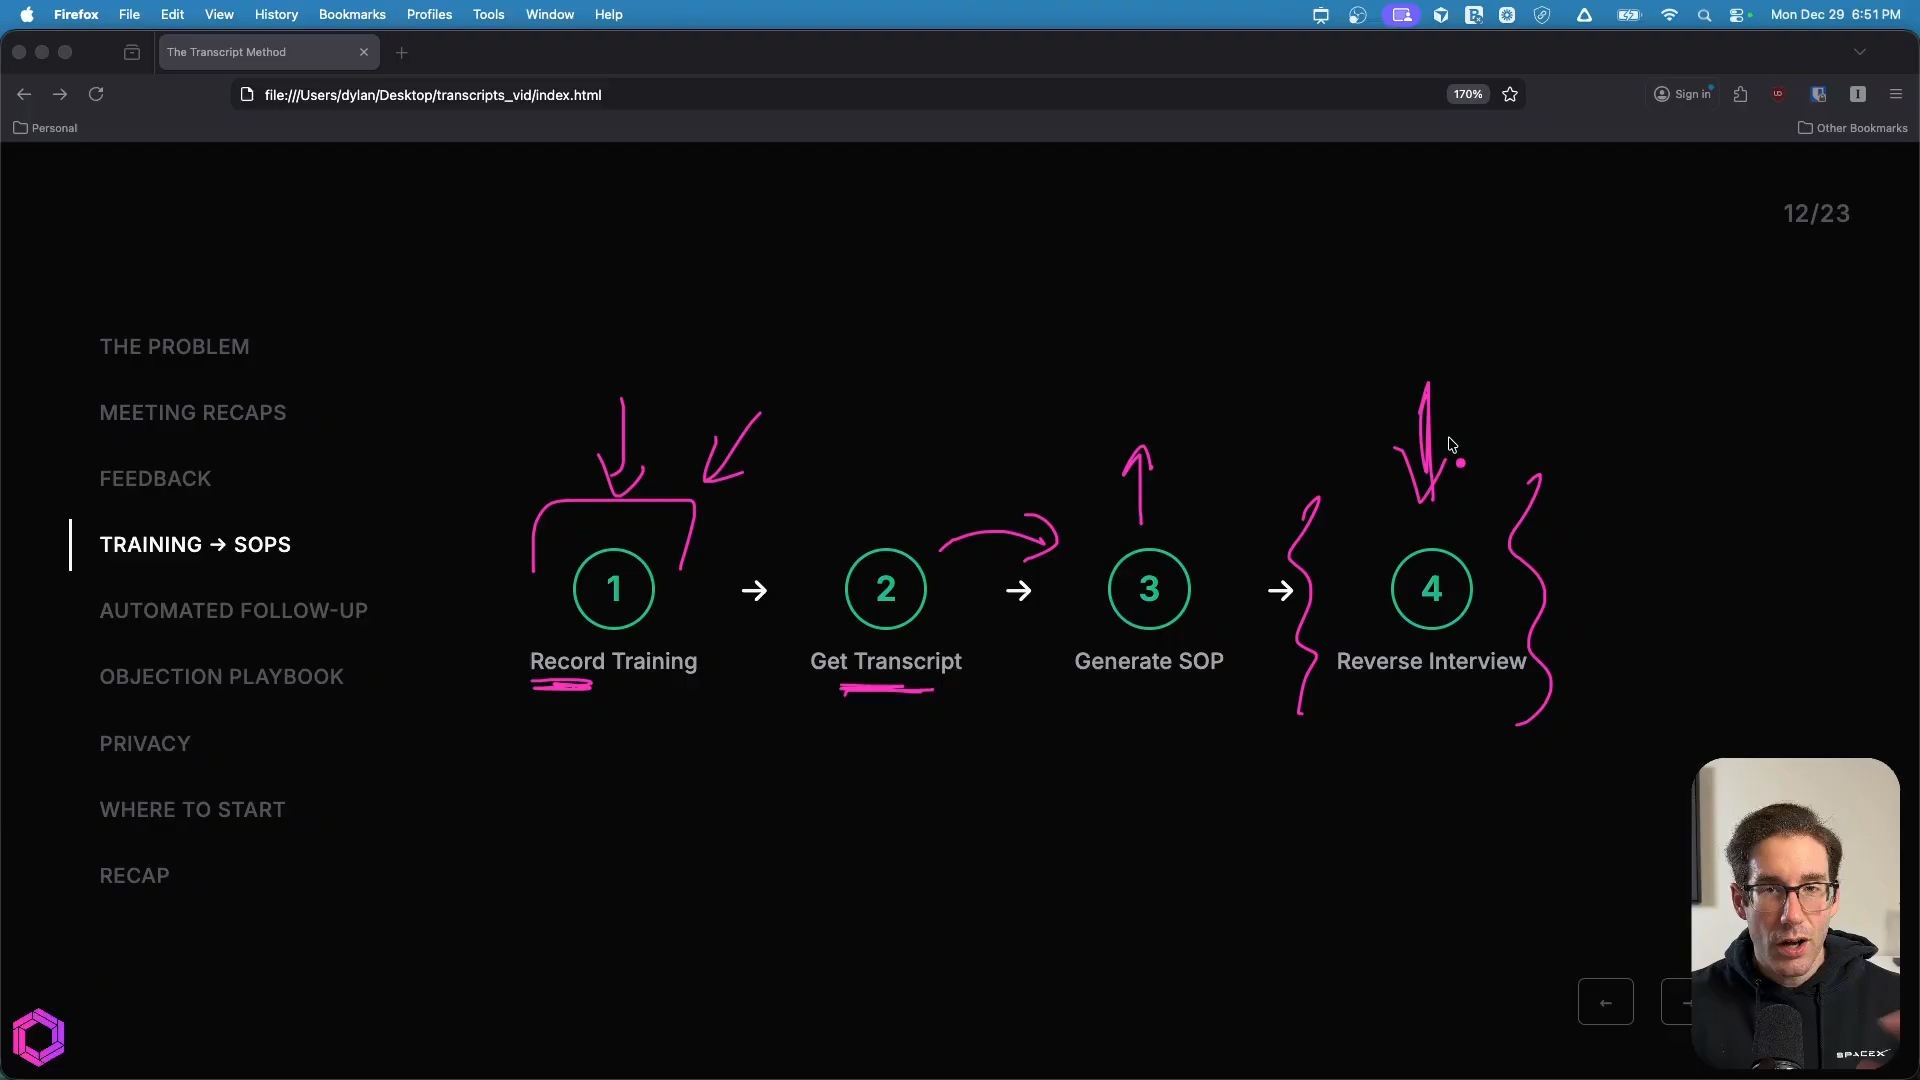 Firefox File Edit View History Bookmarks Profiles Tools Window Help Mon Dec 29 6:51 PM
The Transcript Method
file:///Users/dylan/Desktop/transcripts_vid/index.html 170% Sign in
Personal Other Bookmarks
12/23
THE PROBLEM
MEETING RECAPS
FEEDBACK
TRAINING → SOPS
AUTOMATED FOLLOW-UP
OBJECTION PLAYBOOK
PRIVACY
WHERE TO START
RECAP
1 → 2 → 3 → 4
Record Training Get Transcript Generate SOP Reverse Interview
← →
SPACEX